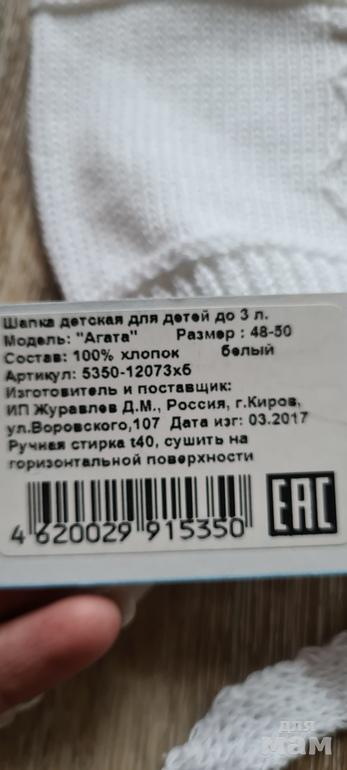 Шапка детская для детей до 3 л.
Модель: "Агата" Размер : 48-50
Состав: 100% хлопок белый
Артикул: 5350-12073хб
Изготовитель и поставщик:
ИП Журавлев Д.М., Россия, г.Киров,
ул.Воровского,107 Дата изг: 03.2017
Ручная стирка t40, сушить на
горизонтальной поверхности
4 620029 915350
EAC
для
мам